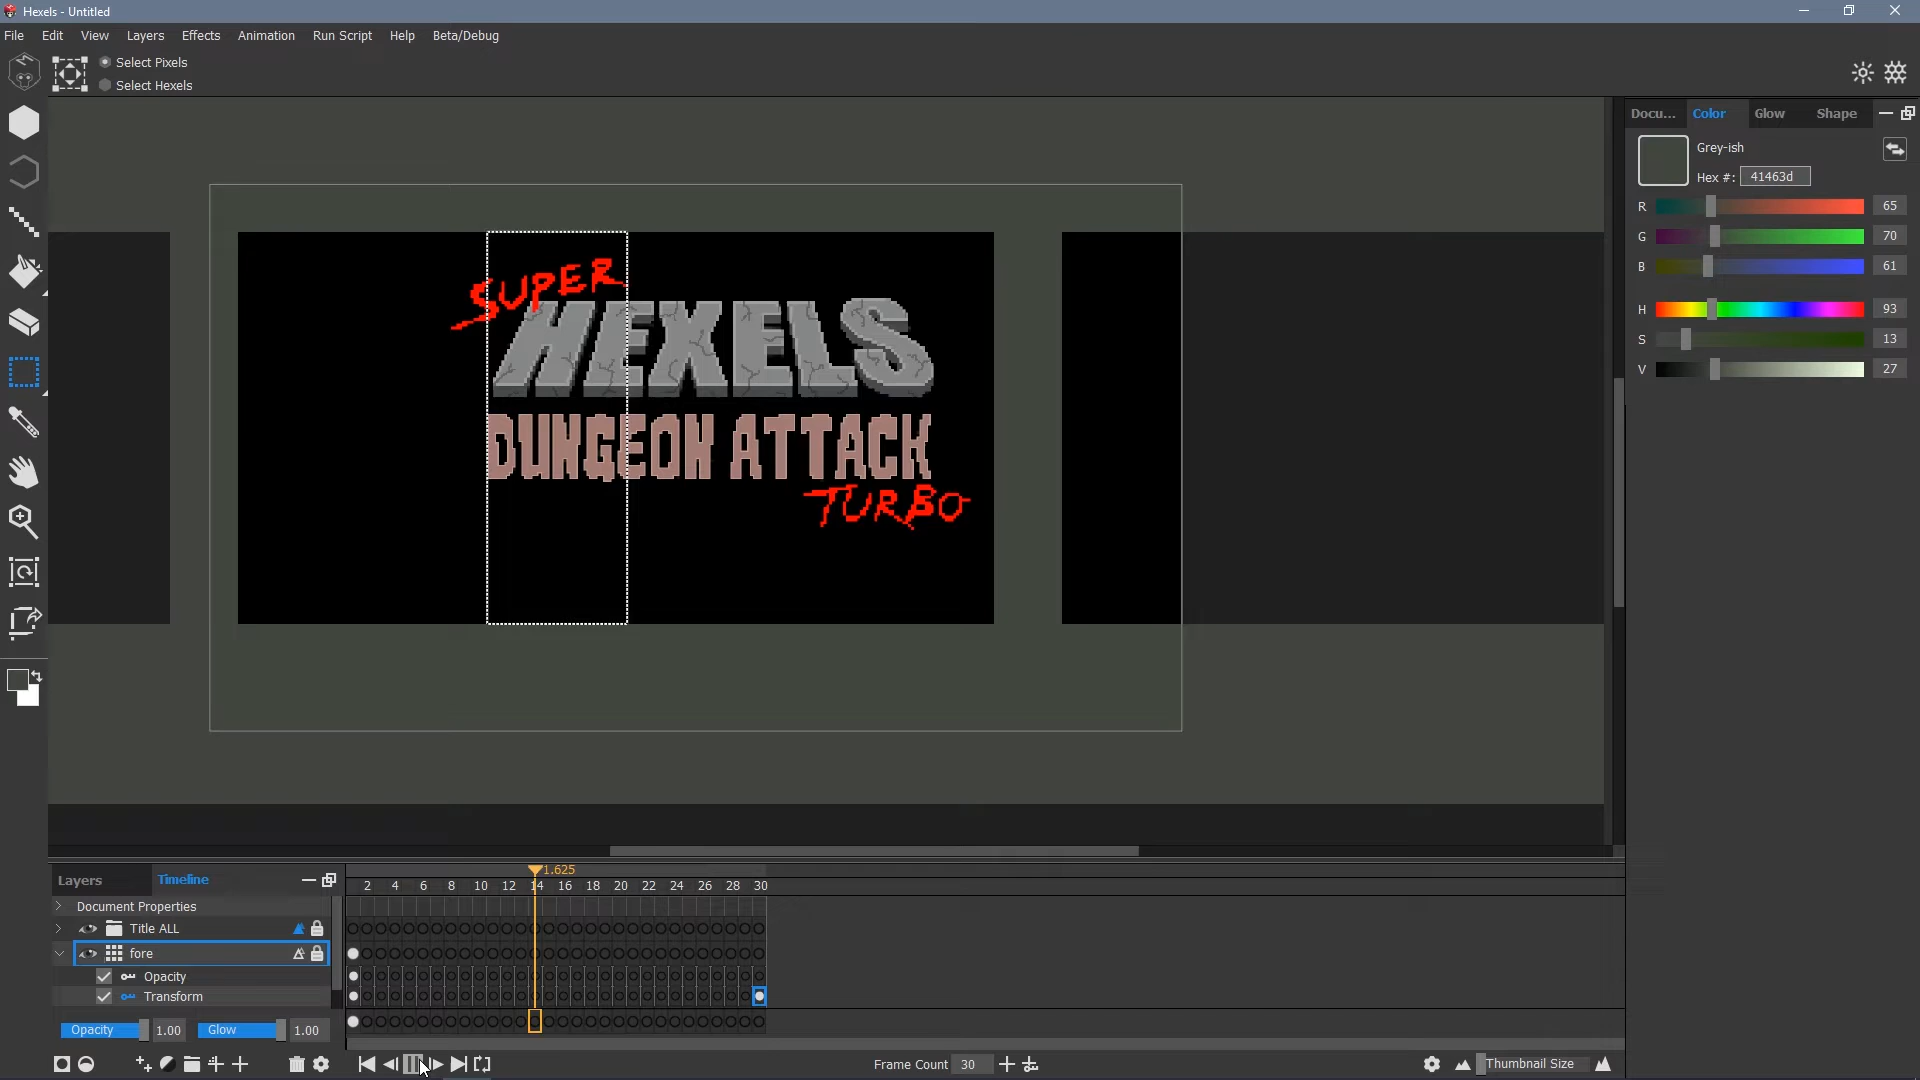 Hexels - Untitled
File Edit View Layers Effects Animation Run Script Help Beta/Debug
Select Pixels
Select Hexels
Docu... Color Glow Shape
Grey-ish
Hex #: 41463d
R 65
G 70
B 61
H 93
S 13
V 27
SUPER
HEXELS
DUNGEON ATTACK
TURBO
Layers Timeline
1.625
2 4 6 8 10 12 14 16 18 20 22 24 26 28 30
Document Properties
Title ALL
fore
Opacity
Transform
Opacity 1.00 Glow 1.00
Frame Count 30
Thumbnail Size